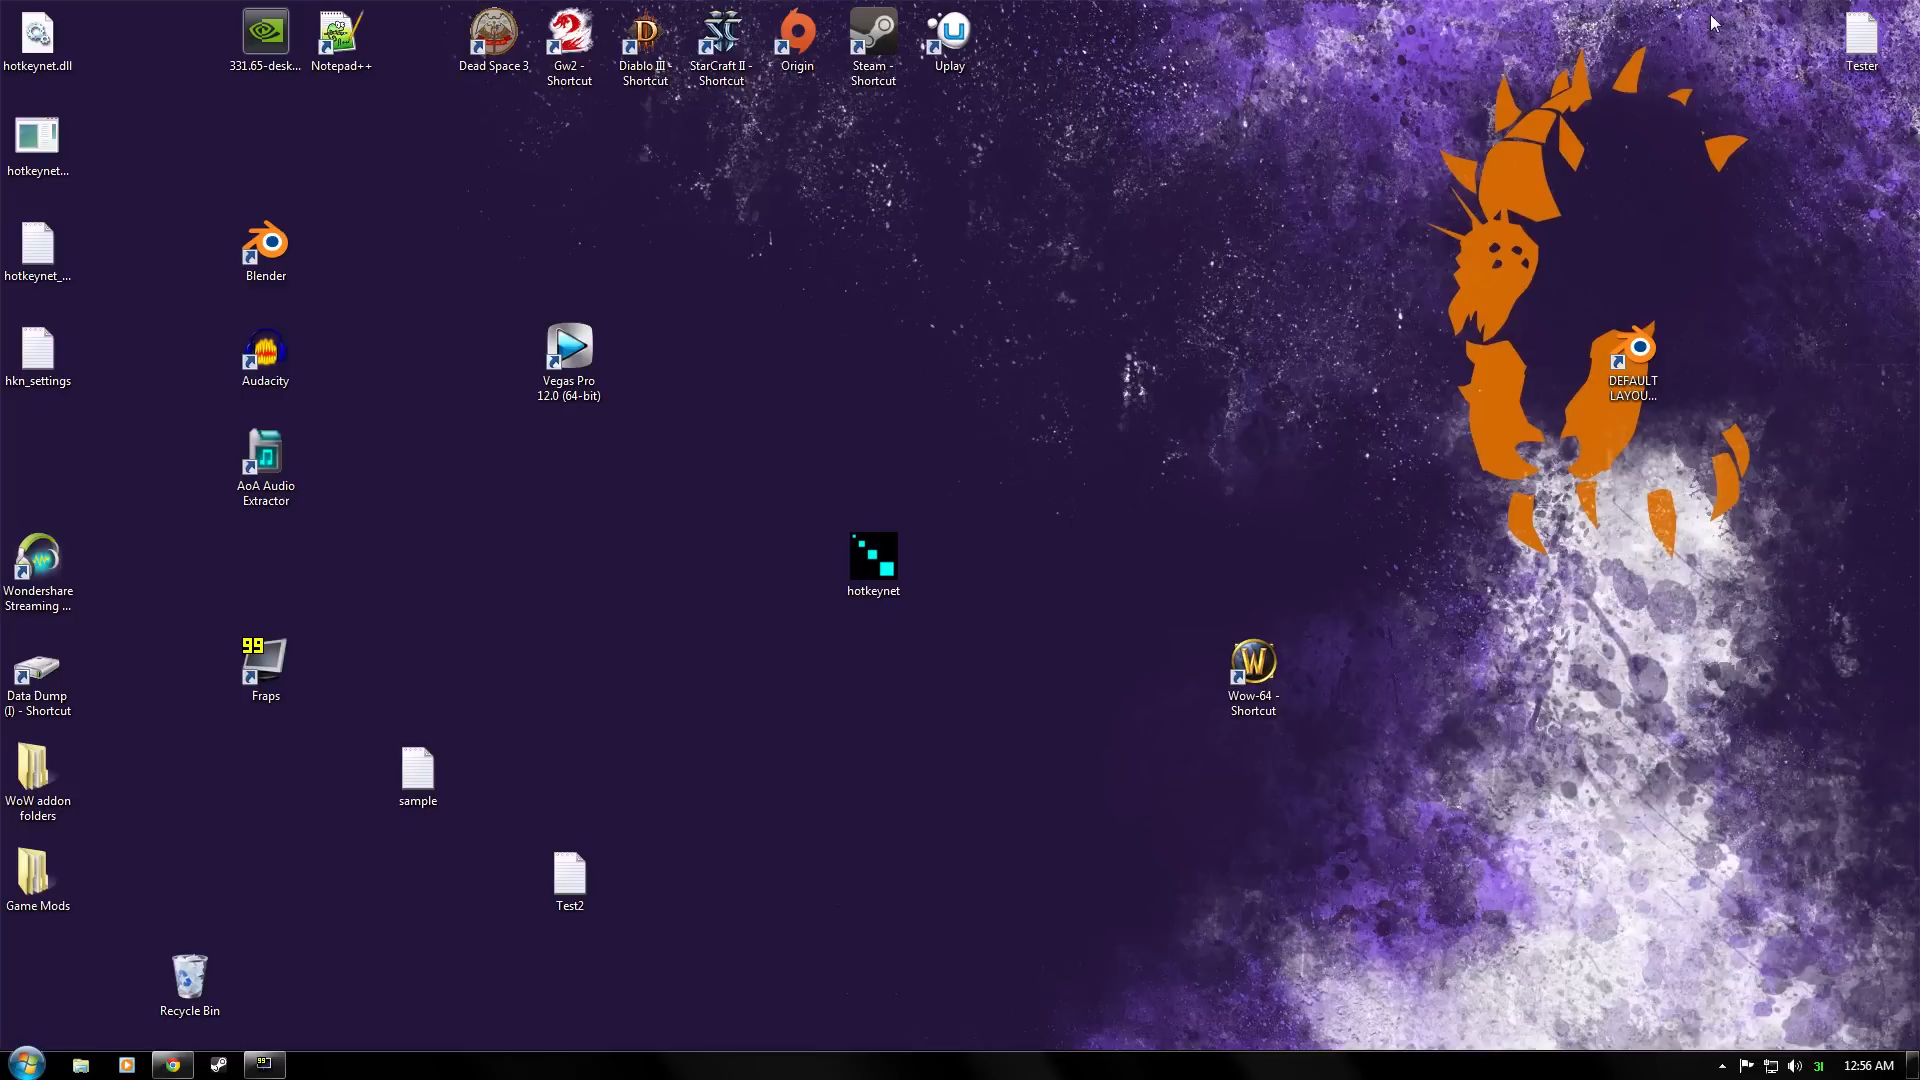 hotkeynet.dll
331.65-desk...
Notepad++
Dead Space 3
Gw2 -
Shortcut
Diablo III -
Shortcut
StarCraft II -
Shortcut
Origin
Steam -
Shortcut
Uplay
Tester
hotkeynet...
hotkeynet_...
Blender
hkn_settings
Audacity
Vegas Pro
12.0 (64-bit)
DEFAULT
LAYOU...
AoA Audio
Extractor
Wondershare
Streaming ...
hotkeynet
Data Dump
(I) - Shortcut
99
Fraps
W
Wow-64 -
Shortcut
WoW addon
folders
sample
Game Mods
Test2
Recycle Bin
99
31
12:56 AM